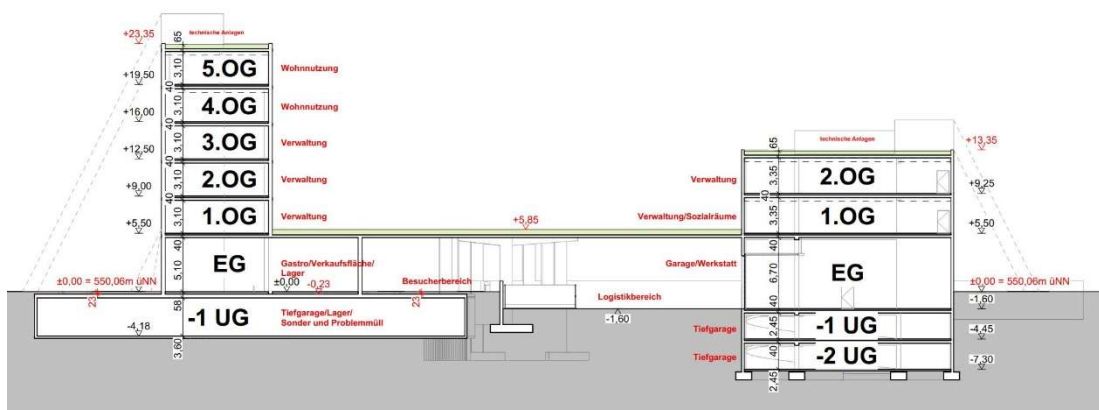 technische Anlagen
+23,35
65
5.OG
Wohnnutzung
3,10
+19,50
40
4.OG
Wohnnutzung
3,10
+16,00
40
3.OG
Verwaltung
3,10
+12,50
40
2.OG
Verwaltung
3,10
+9,00
40
1.OG
Verwaltung
3,10
+5,50
40
EG
5,10
Gastro/Verkaufsfläche/
Lager
±0,00
-0,23
±0,00 = 550,06m üNN
23
58
-1 UG
Tiefgarage/Lager/
Sonder und Problemmüll
-4,18
3,60
Besucherbereich
23
+5,85
Logistikbereich
-1,60
technische Anlagen
+13,35
65
Verwaltung
3,35
2.OG
+9,25
40
Verwaltung/Sozialräume
3,35
1.OG
+5,50
40
Garage/Werkstatt
6,70
EG
±0,00 = 550,06m üNN
-1,60
40
Tiefgarage
2,45
-1 UG
-4,45
40
Tiefgarage
-2 UG
-7,30
2,45